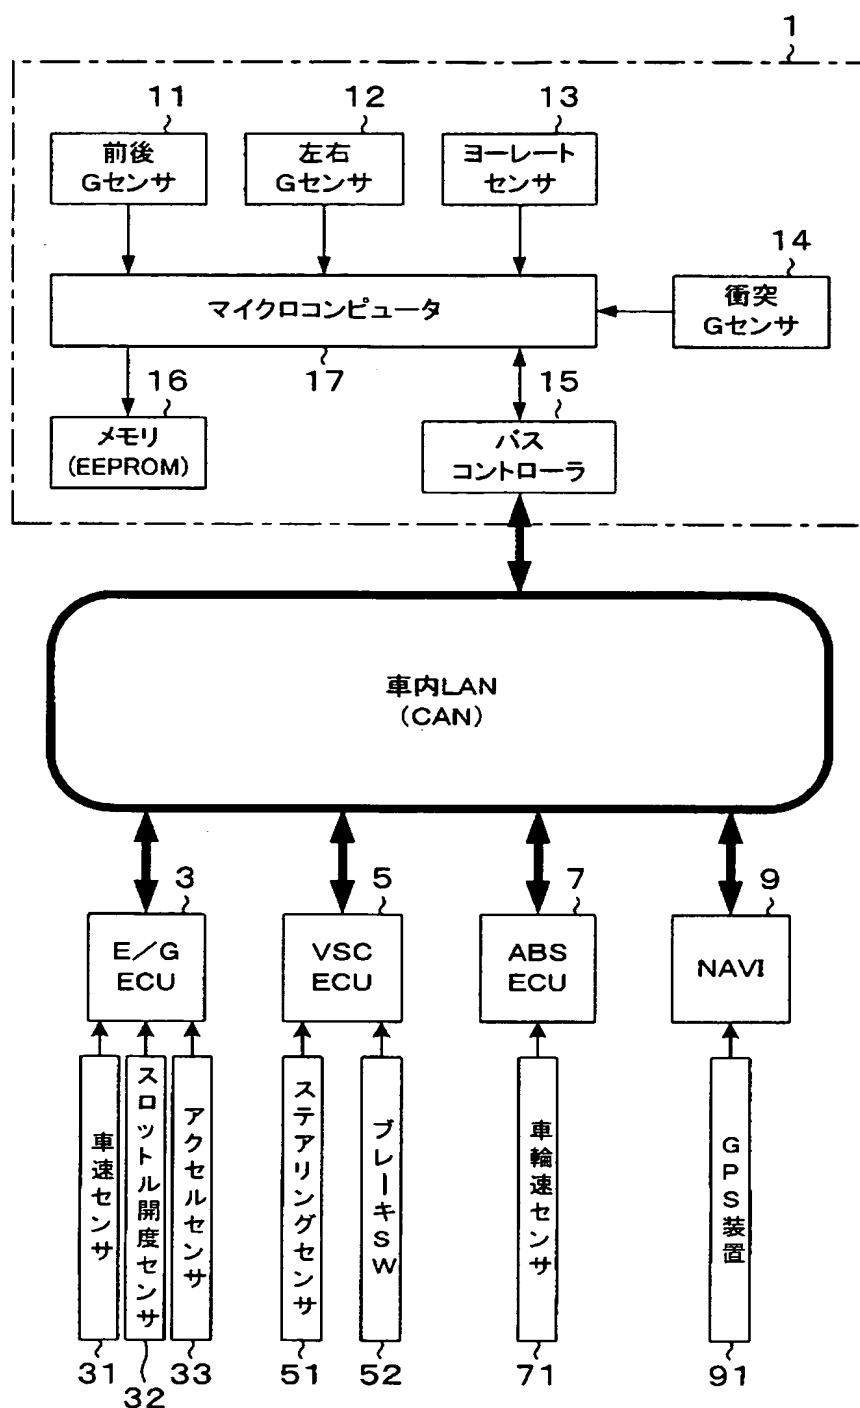 1
11
12
13
前後
Gセンサ
左右
Gセンサ
ヨーレート
センサ
14
衝突
Gセンサ
マイクロコンピュータ
16
17
15
メモリ
(EEPROM)
バス
コントローラ
車内LAN
(CAN)
3
5
7
9
E/G
ECU
VSC
ECU
ABS
ECU
NAVI
車速センサ
スロットル開度センサ
アクセルセンサ
ステアリングセンサ
ブレーキSW
車輪速センサ
GPS装置
31
32
33
51
52
71
91